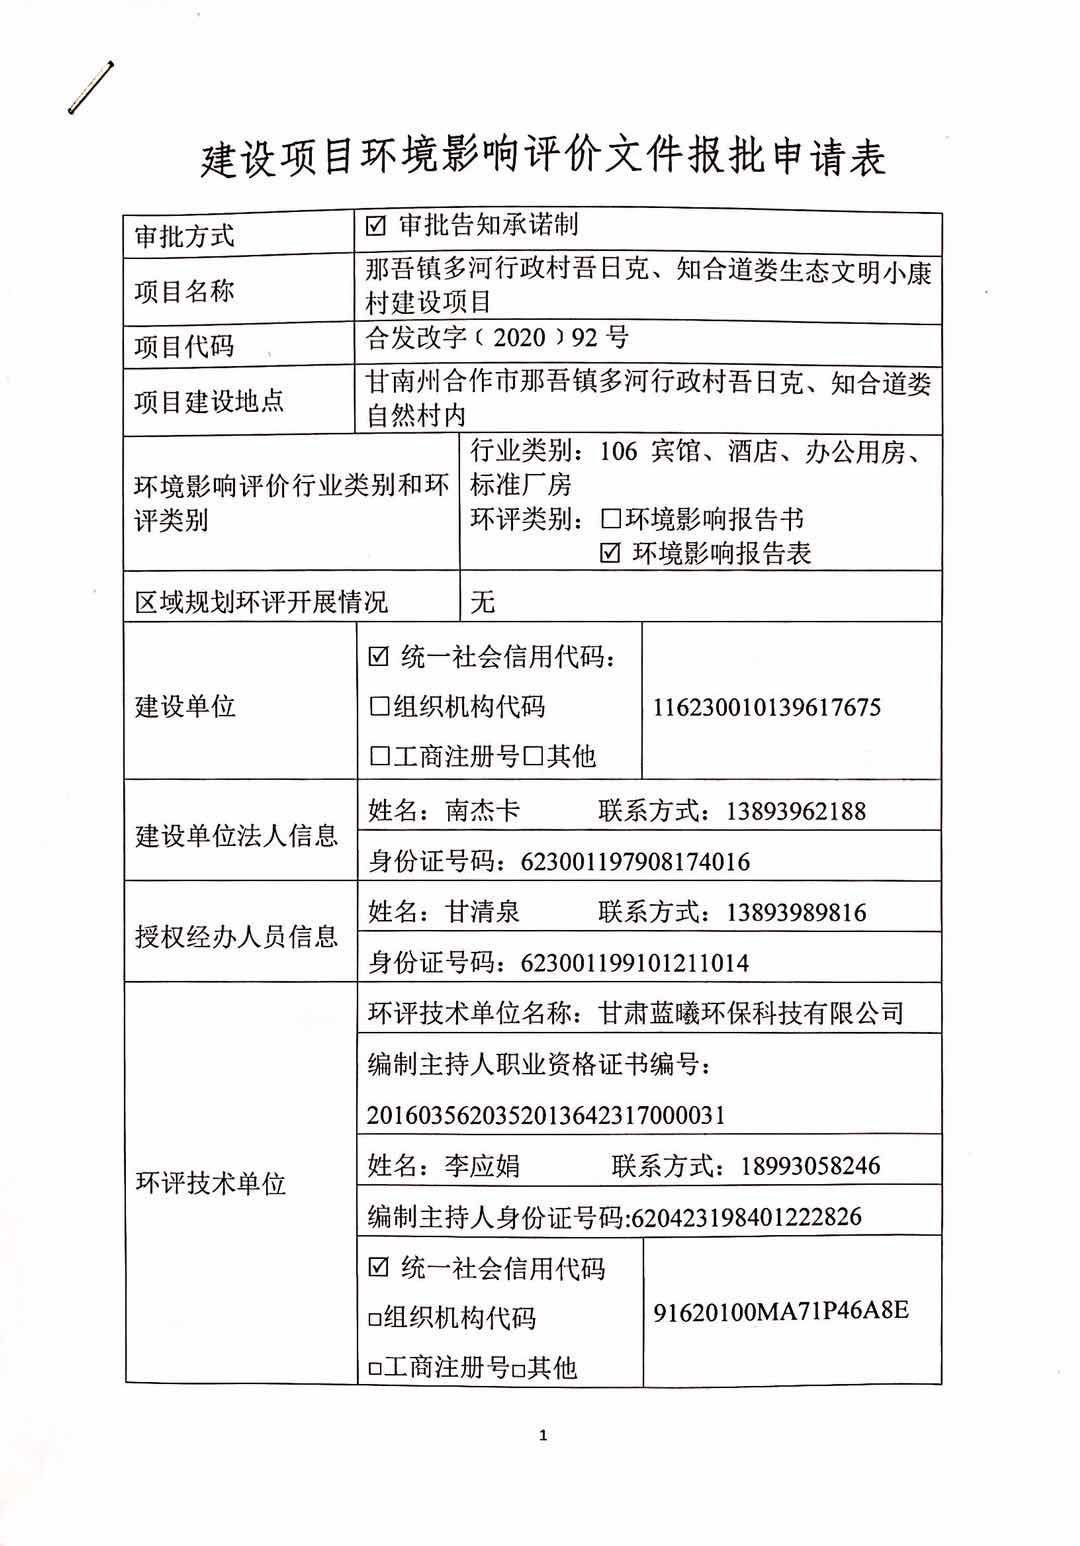 建设项目环境影响评价文件报批申请表
审批方式
☑ 审批告知承诺制
项目名称
那吾镇多河行政村吾日克、知合道娄生态文明小康
村建设项目
项目代码
合发改字﹝2020﹞92 号
项目建设地点
甘南州合作市那吾镇多河行政村吾日克、知合道娄
自然村内
环境影响评价行业类别和环
评类别
行业类别：106 宾馆、酒店、办公用房、
标准厂房
环评类别：□环境影响报告书
☑ 环境影响报告表
区域规划环评开展情况
无
建设单位
☑ 统一社会信用代码：
□组织机构代码
□工商注册号□其他
116230010139617675
建设单位法人信息
姓名：南杰卡 联系方式：13893962188
身份证号码：623001197908174016
授权经办人员信息
姓名：甘清泉 联系方式：13893989816
身份证号码：623001199101211014
环评技术单位
环评技术单位名称：甘肃蓝曦环保科技有限公司
编制主持人职业资格证书编号：
2016035620352013642317000031
姓名：李应娟 联系方式：18993058246
编制主持人身份证号码:620423198401222826
☑ 统一社会信用代码
□组织机构代码
□工商注册号□其他
91620100MA71P46A8E
1